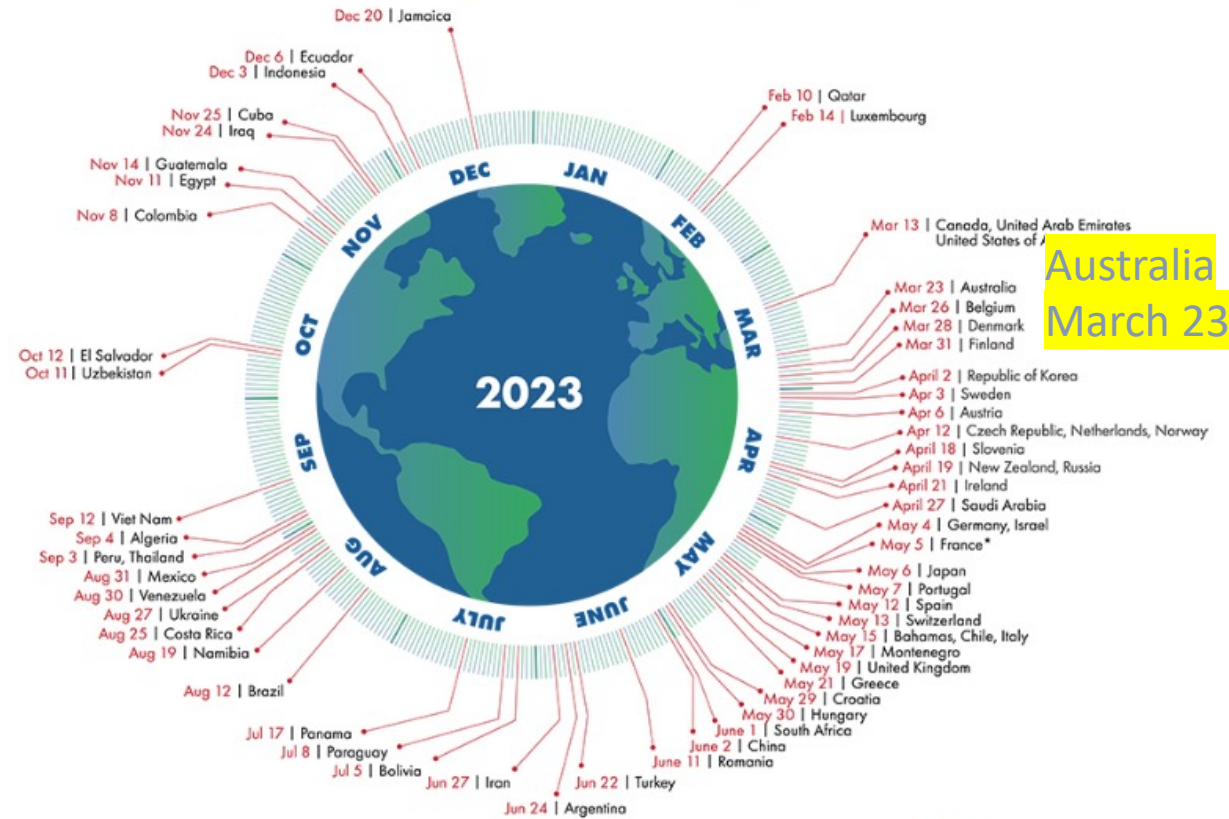 Dec 20 | Jamaica
Dec 6 | Ecuador
Dec 3 | Indonesia
Nov 25 | Cuba
Nov 24 | Iraq
Nov 14 | Guatemala
Nov 11 | Egypt
Nov 8 | Colombia
Oct 12 | El Salvador
Oct 11 | Uzbekistan
Sep 12 | Viet Nam
Sep 4 | Algeria
Sep 3 | Peru, Thailand
Aug 31 | Mexico
Aug 30 | Venezuela
Aug 27 | Ukraine
Aug 25 | Costa Rica
Aug 19 | Namibia
Aug 12 | Brazil
Jul 17 | Panama
Jul 8 | Paraguay
Jul 5 | Bolivia
Jun 27 | Iran
Jun 24 | Argentina
Jun 22 | Turkey
JAN
FEB
MAR
APR
MAY
JUNE
JULY
AUG
SEP
OCT
NOV
DEC
2023
Feb 10 | Qatar
Feb 14 | Luxembourg
Mar 13 | Canada, United Arab Emirates
United States of
Australia
March 23
Mar 23 | Australia
Mar 26 | Belgium
Mar 28 | Denmark
Mar 31 | Finland
April 2 | Republic of Korea
Apr 3 | Sweden
Apr 6 | Austria
Apr 12 | Czech Republic, Netherlands, Norway
April 18 | Slovenia
April 19 | New Zealand, Russia
April 21 | Ireland
April 27 | Saudi Arabia
May 4 | Germany, Israel
May 5 | France*
May 6 | Japan
May 7 | Portugal
May 12 | Spain
May 13 | Switzerland
May 15 | Bahamas, Chile, Italy
May 17 | Montenegro
May 19 | United Kingdom
May 21 | Greece
May 29 | Croatia
May 30 | Hungary
June 1 | South Africa
June 2 | China
June 11 | Romania